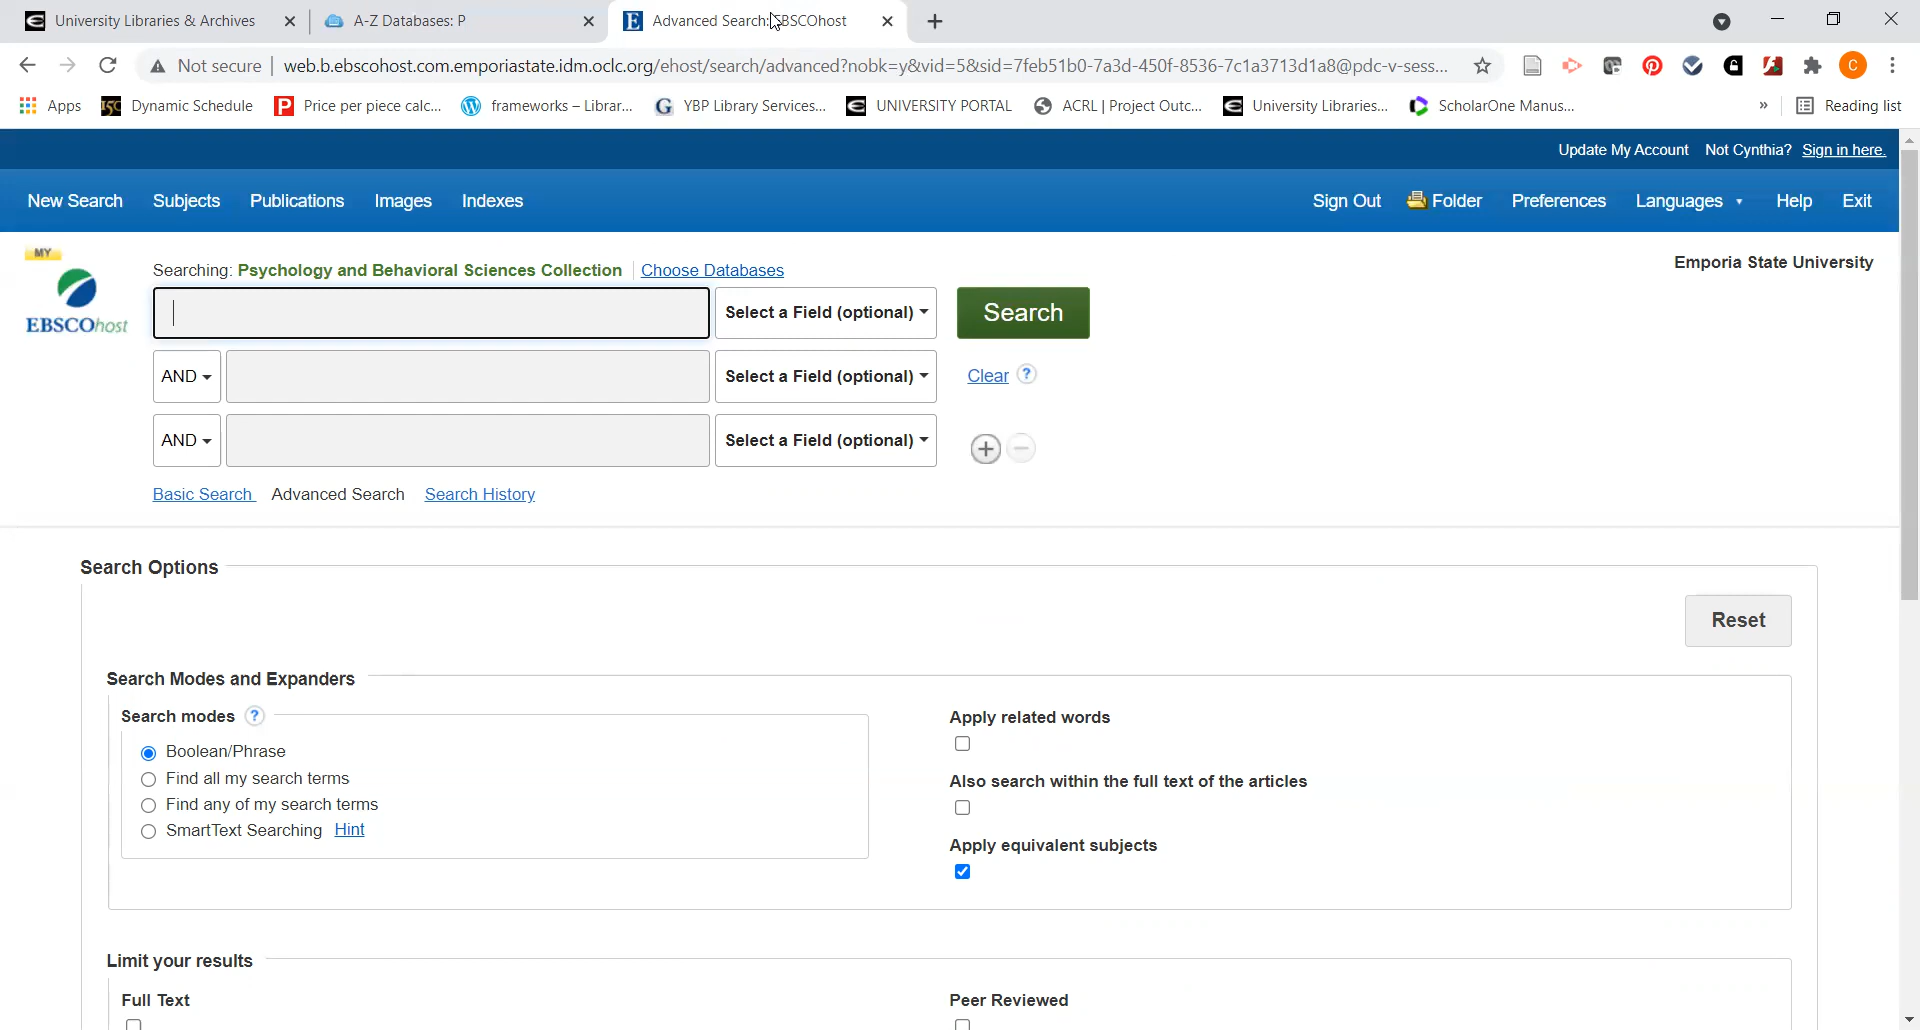 University Libraries & Archives
A-Z Databases: P
Advanced Search: EBSCOhost
Not secure
web.b.ebscohost.com.emporiastate.idm.oclc.org/ehost/search/advanced?nobk=y&vid=5&sid=7feb51b0-7a3d-450f-8536-7c1a3713d1a8@pdc-v-sess...
C
Apps
Dynamic Schedule
Price per piece calc...
frameworks – Librar...
YBP Library Services...
UNIVERSITY PORTAL
ACRL | Project Outc...
University Libraries...
ScholarOne Manus...
»
Reading list
Update My Account
Not Cynthia?
Sign in here.
New Search
Subjects
Publications
Images
Indexes
Sign Out
Folder
Preferences
Languages
Help
Exit
MY
EBSCOhost
Searching: Psychology and Behavioral Sciences Collection
Choose Databases
Emporia State University
Select a Field (optional)
Search
AND
Select a Field (optional)
Clear
?
AND
Select a Field (optional)
Basic Search
Advanced Search
Search History
Search Options
Reset
Search Modes and Expanders
Search modes
?
Boolean/Phrase
Find all my search terms
Find any of my search terms
SmartText Searching
Hint
Apply related words
Also search within the full text of the articles
Apply equivalent subjects
Limit your results
Full Text
Peer Reviewed